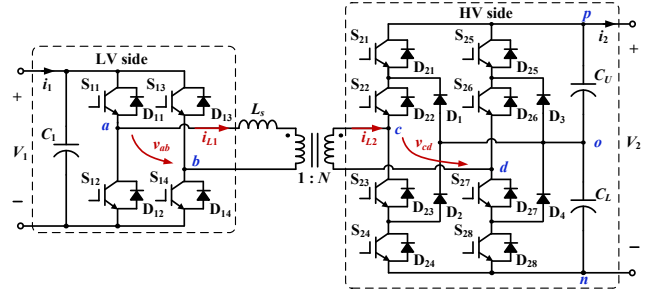 LV side
HV side
i1
+
V1
−
C1
S11
D11
S13
D13
a
vab
b
S12
D12
S14
D14
iL1
Ls
1 : N
iL2
S21
D21
S22
D22
c
vcd
D1
S25
D25
S26
D26
D3
d
S23
D23
D2
S24
D24
S27
D27
D4
S28
D28
p
i2
+
CU
o
V2
CL
−
n